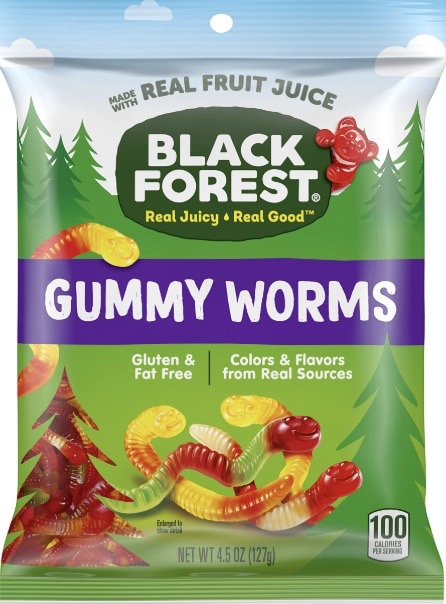 MADE WITH REAL FRUIT JUICE
BLACK
FOREST®
Real Juicy Real Good™
GUMMY WORMS
Gluten &
Fat Free
Colors & Flavors
from Real Sources
Enlarged to
show detail
NET WT 4.5 OZ (127g)
100
CALORIES
PER SERVING